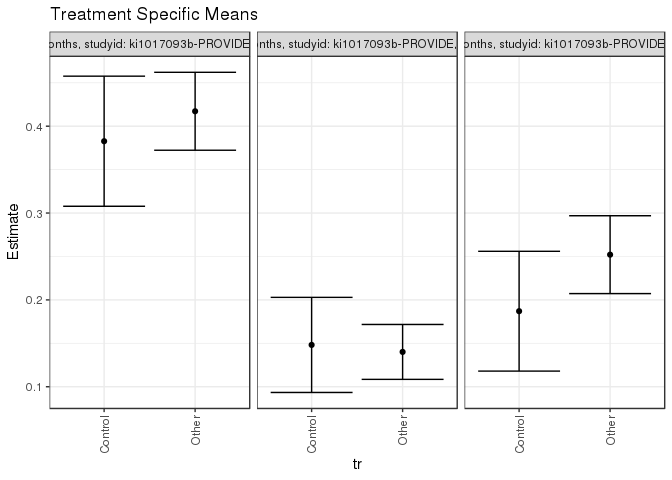 Treatment Specific Means
onths, studyid: ki1017093b-PROVIDE
onths, studyid: ki1017093b-PROVIDE,
onths, studyid: ki1017093b-PROVIDE
Estimate
0.4
0.3
0.2
0.1
Control
Other
Control
Other
Control
Other
tr